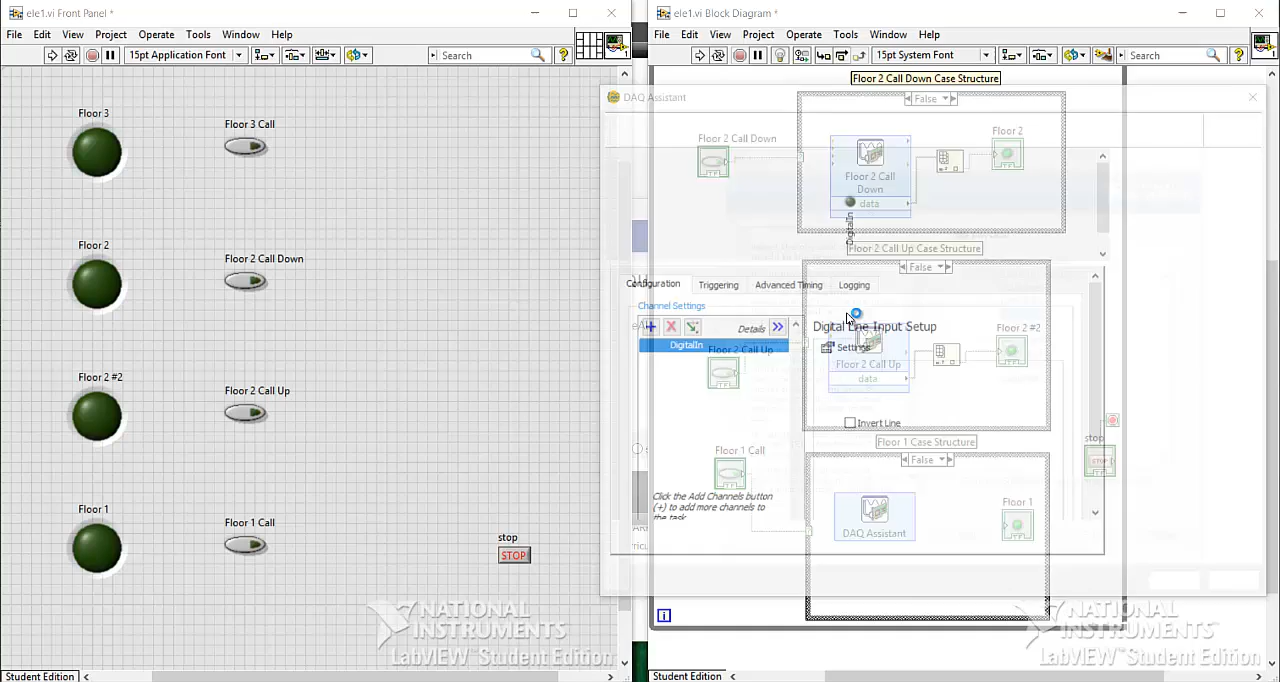 ele1.vi Front Panel *
File Edit View Project Operate Tools Window Help
15pt Application Font
Search
Floor 3
Floor 3 Call
Floor 2
Floor 2 Call Down
Floor 2 #2
Floor 2 Call Up
Floor 1
Floor 1 Call
stop
STOP
NATIONAL
INSTRUMENTS
LabVIEW Student Edition
Student Edition
ele1.vi Block Diagram *
File Edit View Project Operate Tools Window Help
15pt System Font
Search
Floor 2 Call Down Case Structure
DAQ Assistant
False
Floor 2 Call Down
Floor 2
Floor 2 Call
Down
data
DigitalIn
Floor 2 Call Up Case Structure
False
Configuration Triggering Advanced Timing Logging
Channel Settings
Details
Digital Line Input Setup
Floor 2 #2
DigitalIn
Settings
Floor 2 Call Up
Floor 2 Call Up
data
Invert Line
Floor 1 Case Structure
stop
STOP
Floor 1 Call
False
Click the Add Channels button
(+) to add more channels to
the task.
Floor 1
DAQ Assistant
i
NATIONAL
INSTRUMENTS
LabVIEW Student Edition
Student Edition